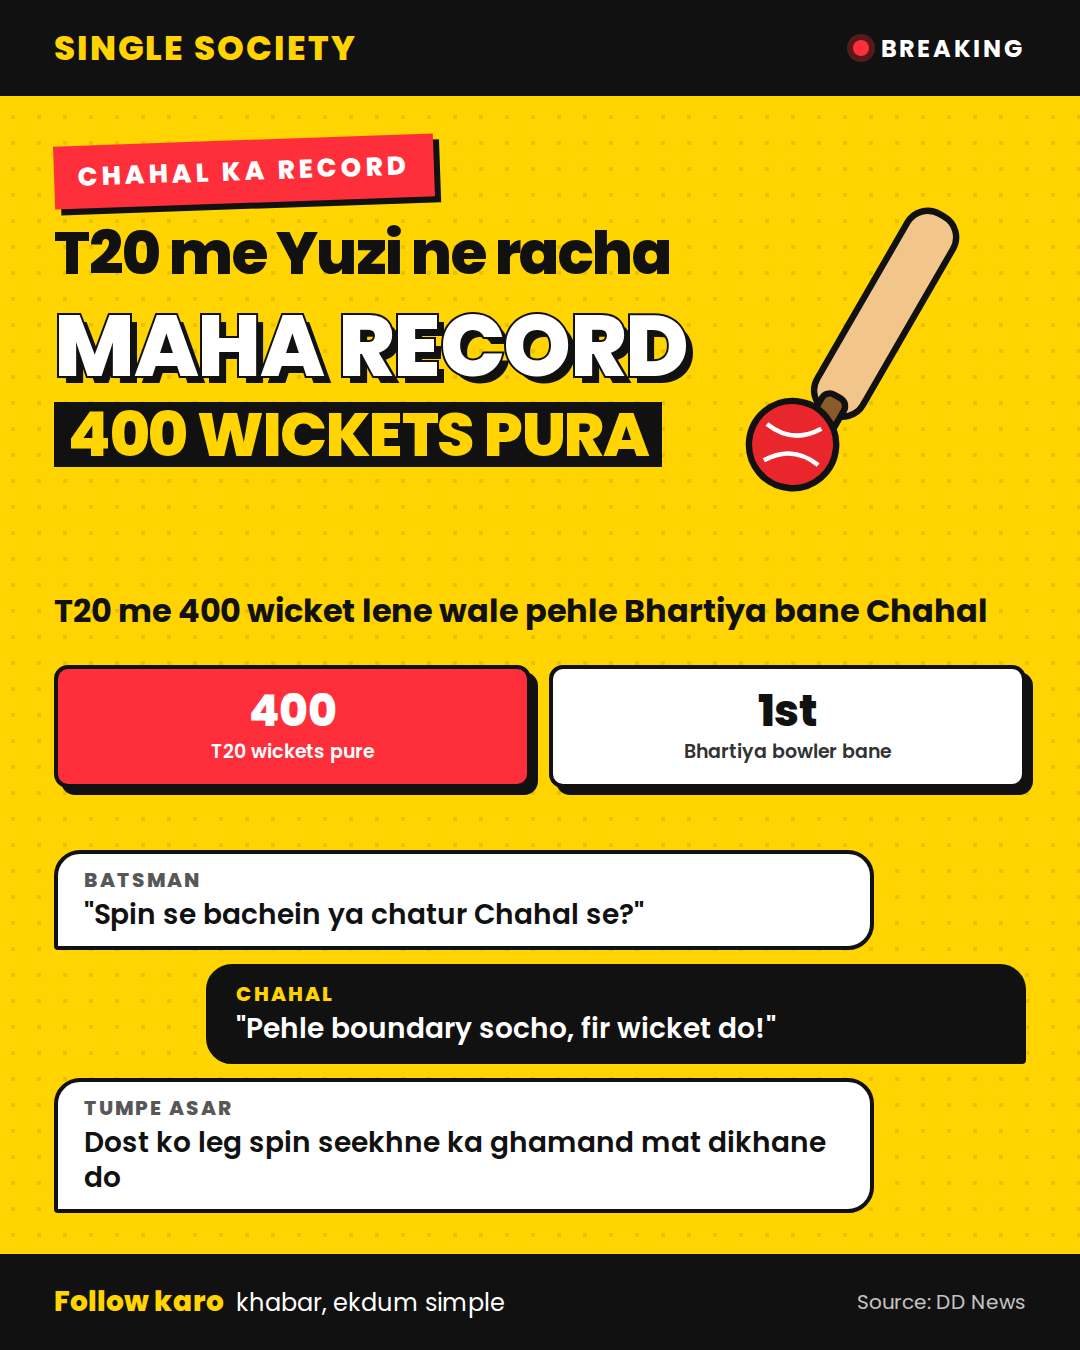 SINGLE SOCIETY
BREAKING
CHAHAL KA RECORD
T20 me Yuzi ne racha
MAHA RECORD
400 WICKETS PURA
T20 me 400 wicket lene wale pehle Bhartiya bane Chahal
400
T20 wickets pure
1st
Bhartiya bowler bane
BATSMAN
"Spin se bachein ya chatur Chahal se?"
CHAHAL
"Pehle boundary socho, fir wicket do!"
TUMPE ASAR
Dost ko leg spin seekhne ka ghamand mat dikhane
do
Follow karo khabar, ekdum simple
Source: DD News